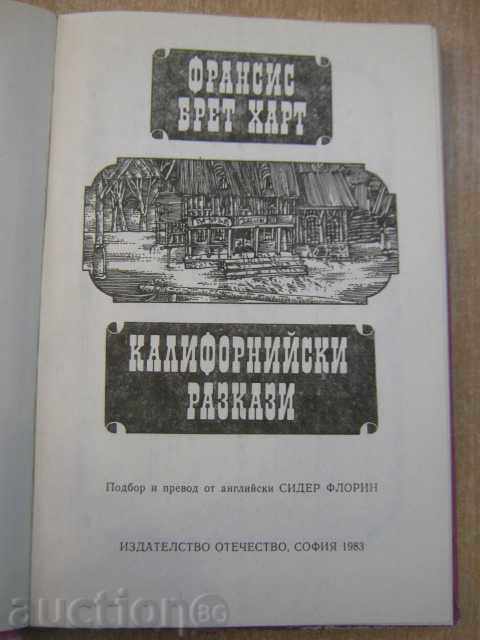 ФРАНСИС
БРЕТ ХАРТ
КАЛИФОРНИЙСКИ
РАЗКАЗИ
Подбор и превод от английски СИДЕР ФЛОРИН
ИЗДАТЕЛСТВО ОТЕЧЕСТВО, СОФИЯ 1983
auction BG